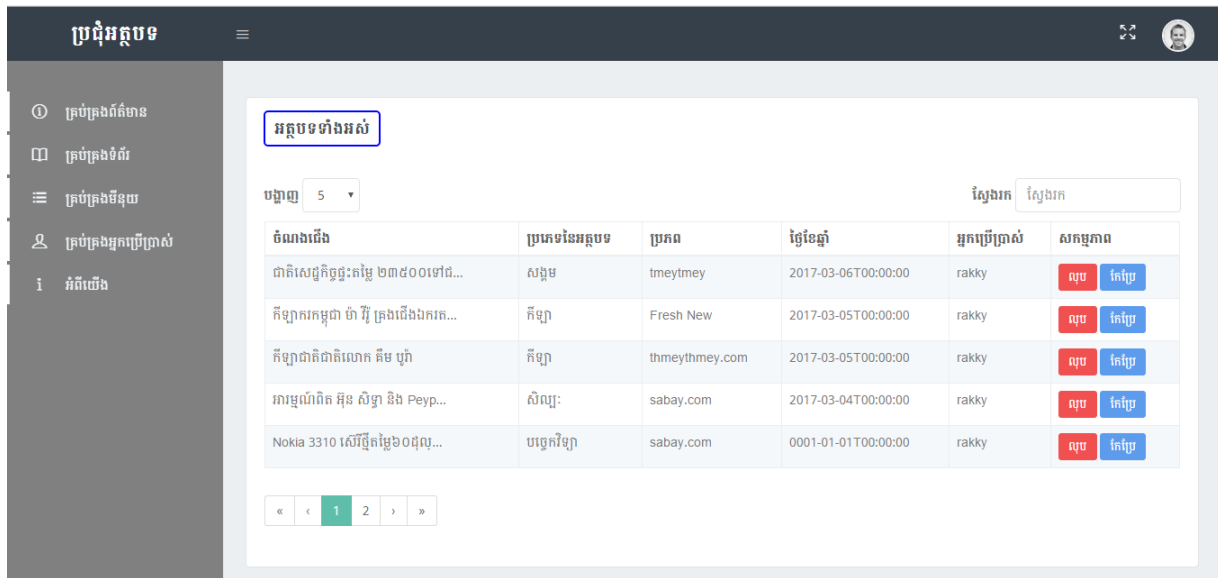 ប្រជុំអត្ថបទ
គ្រប់គ្រងព័ត៌មាន
គ្រប់គ្រងទំព័រ
គ្រប់គ្រងមីនុយ
គ្រប់គ្រងអ្នកប្រើប្រាស់
អំពីយើង
អត្ថបទទាំងអស់
បង្ហាញ 5 ស្វែងរក ស្វែងរក
ចំណងជើង ប្រភេទនៃអត្ថបទ ប្រភព ថ្ងៃខែឆ្នាំ អ្នកប្រើប្រាស់ សកម្មភាព
ជាតិសេដ្ឋកិច្ចផ្ទះតម្លៃ ២៣៥០០ទៅជ... សង្គម tmeytmey 2017-03-06T00:00:00 rakky លុប កែប្រែ
កីឡាករកម្ពុជា ម៉ា វីរ៉ូ គ្រងជើងឯករត... កីឡា Fresh New 2017-03-05T00:00:00 rakky លុប កែប្រែ
កីឡាជាតិជាតិលោក គឹម បូរ៉ា កីឡា thmeythmey.com 2017-03-05T00:00:00 rakky លុប កែប្រែ
អារម្មណ៍ពិត អ៊ុន សិទ្ធា និង Peyp... សិល្បៈ sabay.com 2017-03-04T00:00:00 rakky លុប កែប្រែ
Nokia 3310 ស៊េរីថ្មីតម្លៃ៦០ដុល្... បច្ចេកវិទ្យា sabay.com 0001-01-01T00:00:00 rakky លុប កែប្រែ
« ‹ 1 2 › »